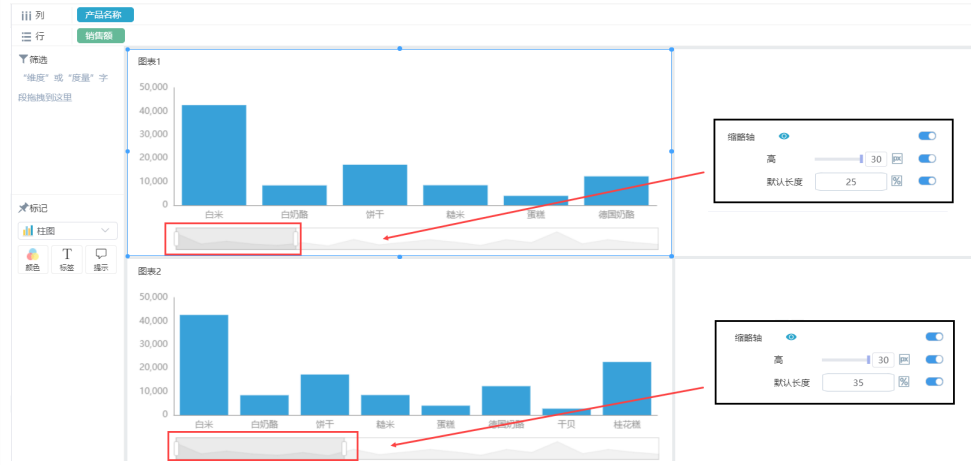 列 产品名称
行 销售额
筛选
“维度”或“度量”字
段拖拽到这里
标记
柱图
颜色 标签 提示
T
图表1
50,000
40,000
30,000
20,000
10,000
0
白米 白奶酪 饼干 糙米 蛋糕 德国奶酪
缩略轴
高 30 px
默认长度 25 %
图表2
50,000
40,000
30,000
20,000
10,000
0
白米 白奶酪 饼干 糙米 蛋糕 德国奶酪 干贝 桂花糕
缩略轴
高 30 px
默认长度 35 %